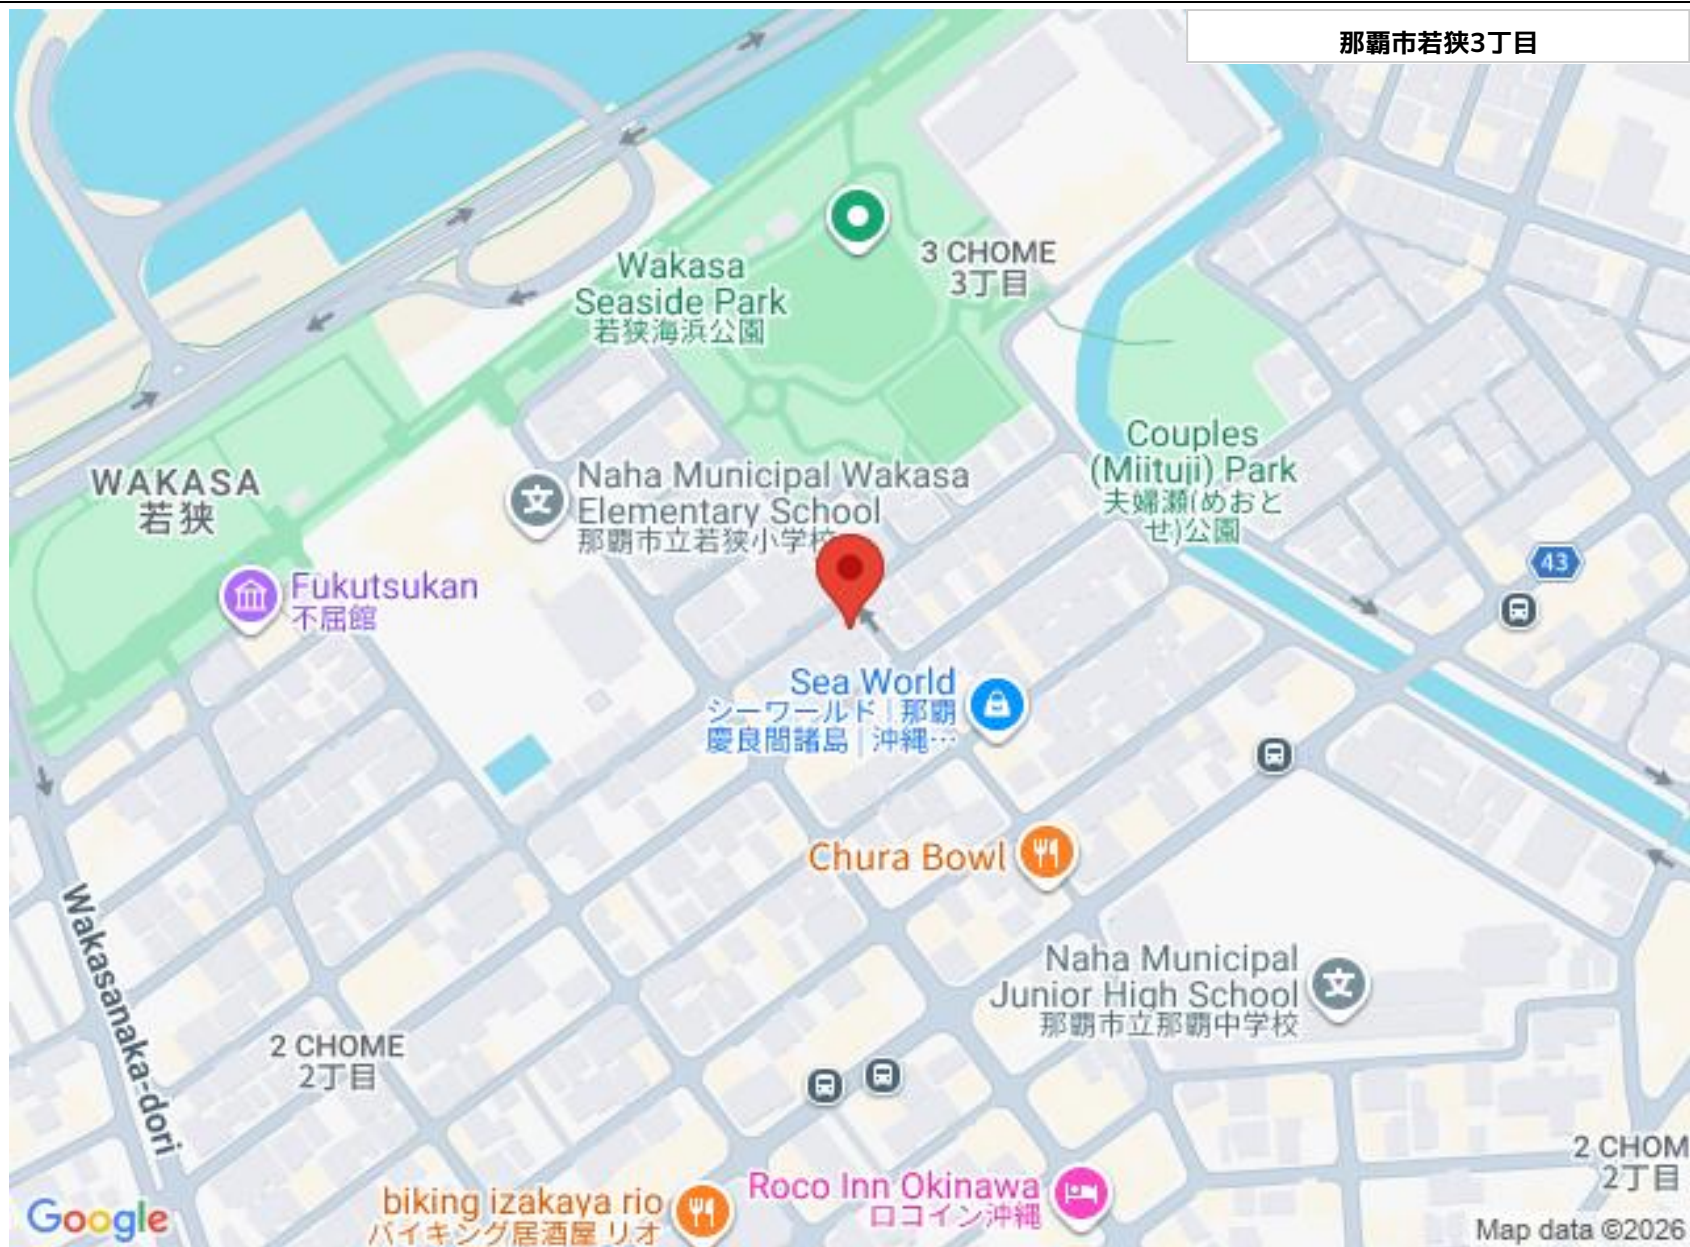 那覇市若狭3丁目
3 CHOME
3丁目
Wakasa
Seaside Park
若狭海浜公園
Couples
(Miituji) Park
夫婦瀬(めおと
せ)公園
WAKASA
若狭
Naha Municipal Wakasa
Elementary School
那覇市立若狭小学校
43
Fukutsukan
不屈館
Sea World
シーワールド | 那覇
慶良間諸島 | 沖縄…
Chura Bowl
Wakasanaka-dori
Naha Municipal
Junior High School
那覇市立那覇中学校
2 CHOME
2丁目
2 CHOM
2丁目
biking izakaya rio
バイキング居酒屋 リオ
Roco Inn Okinawa
ロコイン沖縄
Google
Map data ©2026